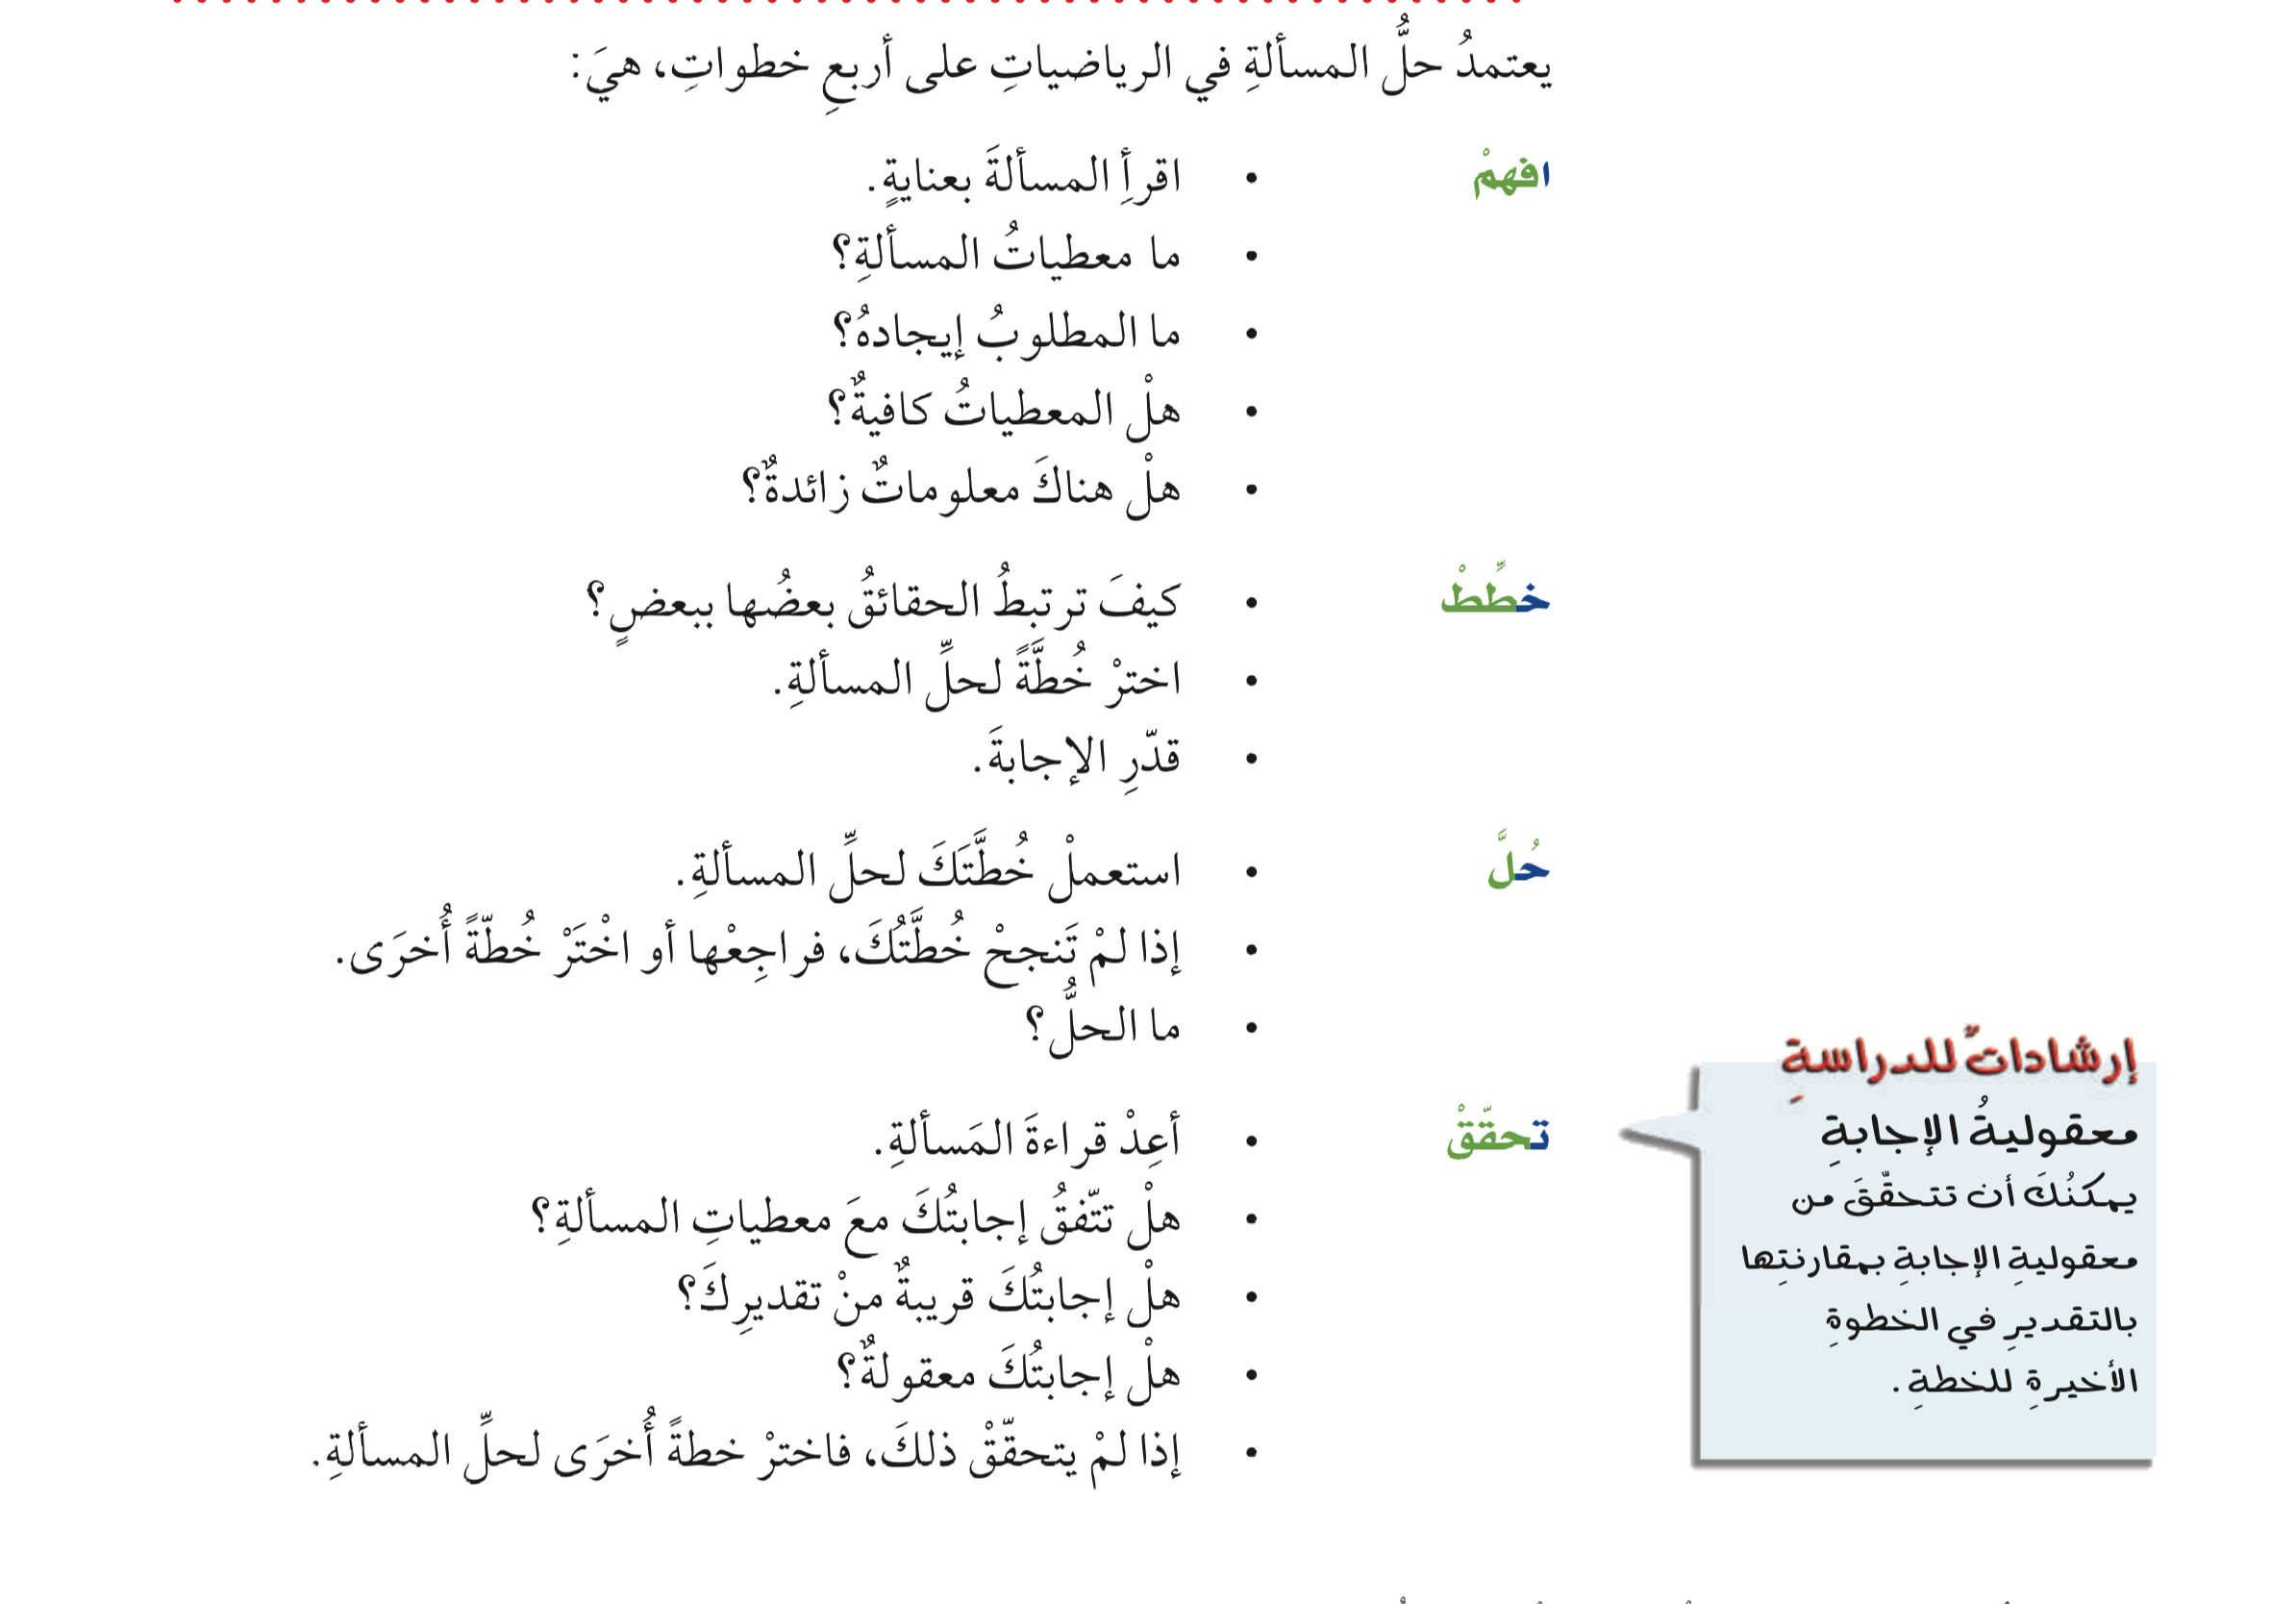 يعتمدُ حلُّ المسألةِ في الرياضياتِ على أربعِ خطواتِ، هيَ:
افهمْ
• اقرأِ المسألةَ بعنايةٍ.
• ما معطياتُ المسألةِ؟
• ما المطلوبُ إيجادهُ؟
• هلْ المعطياتُ كافيةٌ؟
• هلْ هناكَ معلوماتٌ زائدةٌ؟
خطِّطْ
• كيفَ ترتبطُ الحقائقُ بعضُها ببعضٍ؟
• اخترْ خُطَّةً لحلِّ المسألةِ.
• قدّرِ الإجابةَ.
حُلَّ
• استعملْ خُطَّتَكَ لحلِّ المسألةِ.
• إذا لمْ تَنجحْ خُطَّتُكَ، فراجِعْها أو اخْتَرْ خُطّةً أُخرَى.
• ما الحلُّ؟
تحقّقْ
• أعِدْ قراءةَ المَسألةِ.
• هلْ تتّفقُ إجابتُكَ معَ معطياتِ المسألةِ؟
• هلْ إجابتُكَ قريبةٌ منْ تقديرِكَ؟
• هلْ إجابتُكَ معقولةٌ؟
• إذا لمْ يتحقّقْ ذلكَ، فاخترْ خطةً أُخرَى لحلِّ المسألةِ.
إرشاداتٌ للدراسةِ
معقوليةُ الإجابةِ
يمكنُكَ أن تتحقّقَ من
معقوليةِ الإجابةِ بمقارنتِها
بالتقديرِ في الخطوةِ
الأخيرةِ للخطةِ.